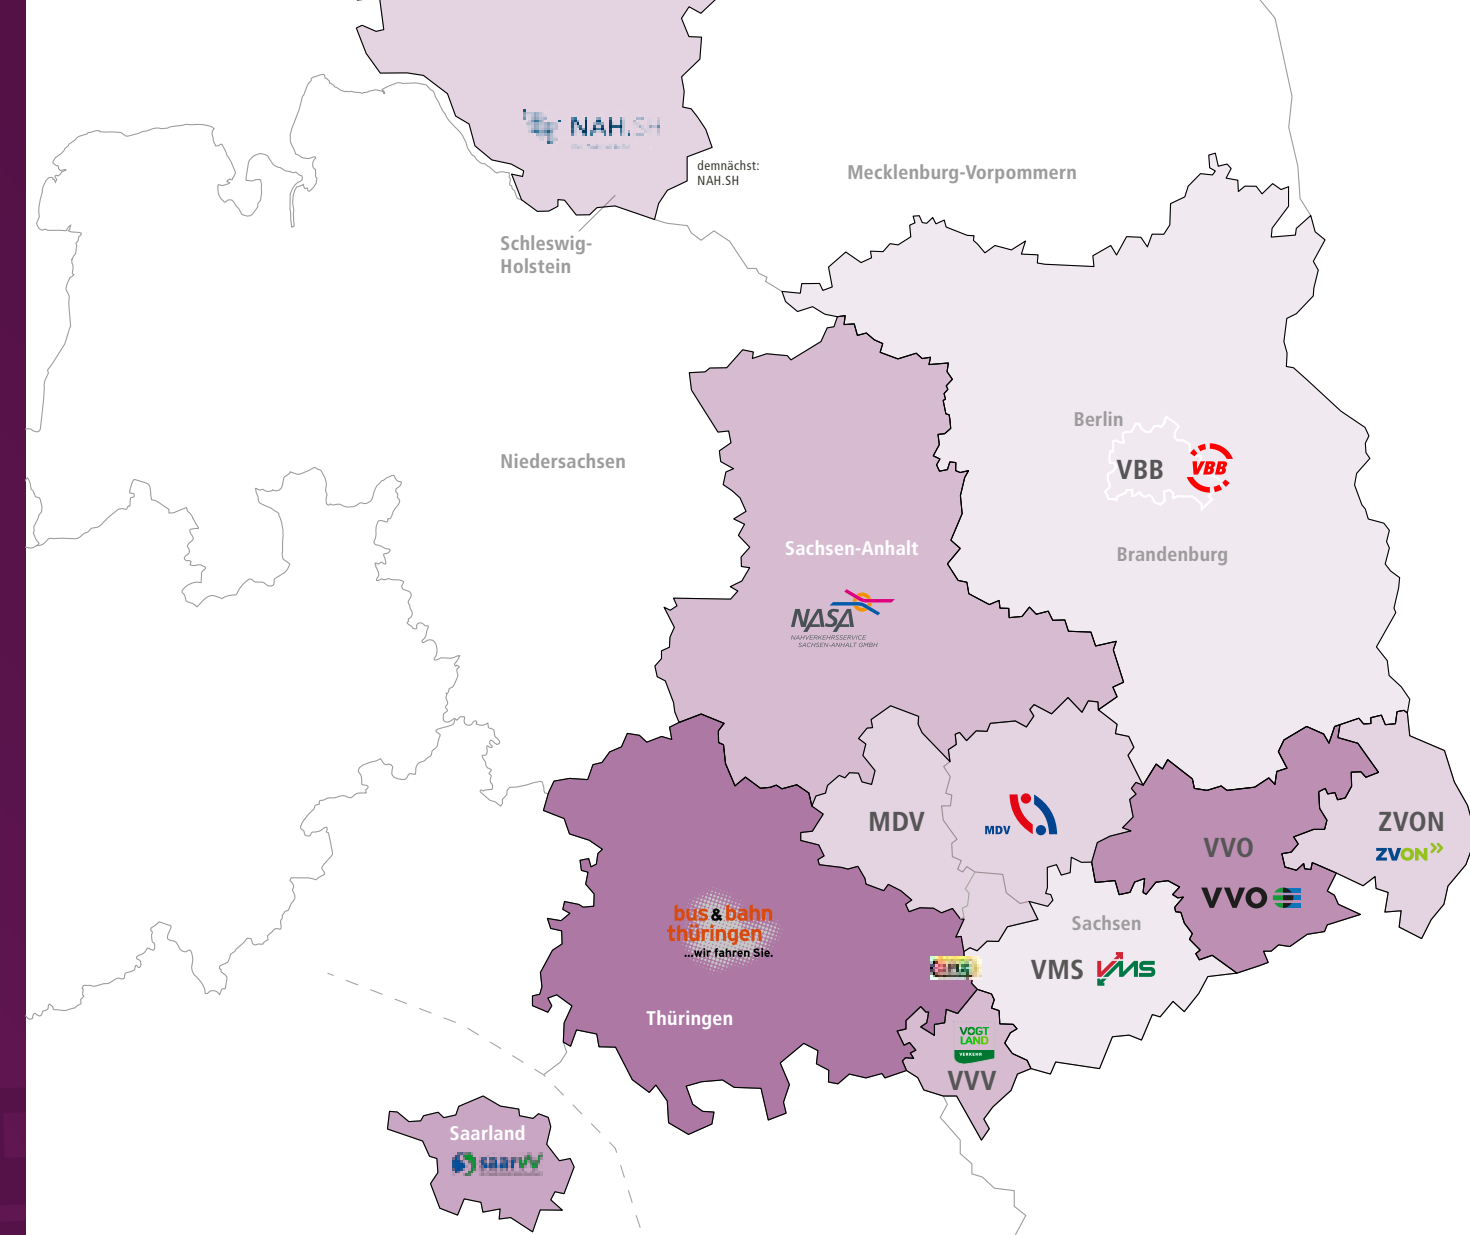 NAH.SH
demnächst:
NAH.SH
Mecklenburg-Vorpommern
Schleswig-
Holstein
Berlin
VBB
VBB
Niedersachsen
Brandenburg
Sachsen-Anhalt
NASA
NAHVERKEHRSSERVICE
SACHSEN-ANHALT GMBH
MDV
MDV
ZVON
ZVON
VVO
VVO
bus & bahn
thüringen
...wir fahren Sie.
Sachsen
VMS
VMS
Thüringen
VOGT
LAND
VERKEHR
VVV
Saarland
saarVV